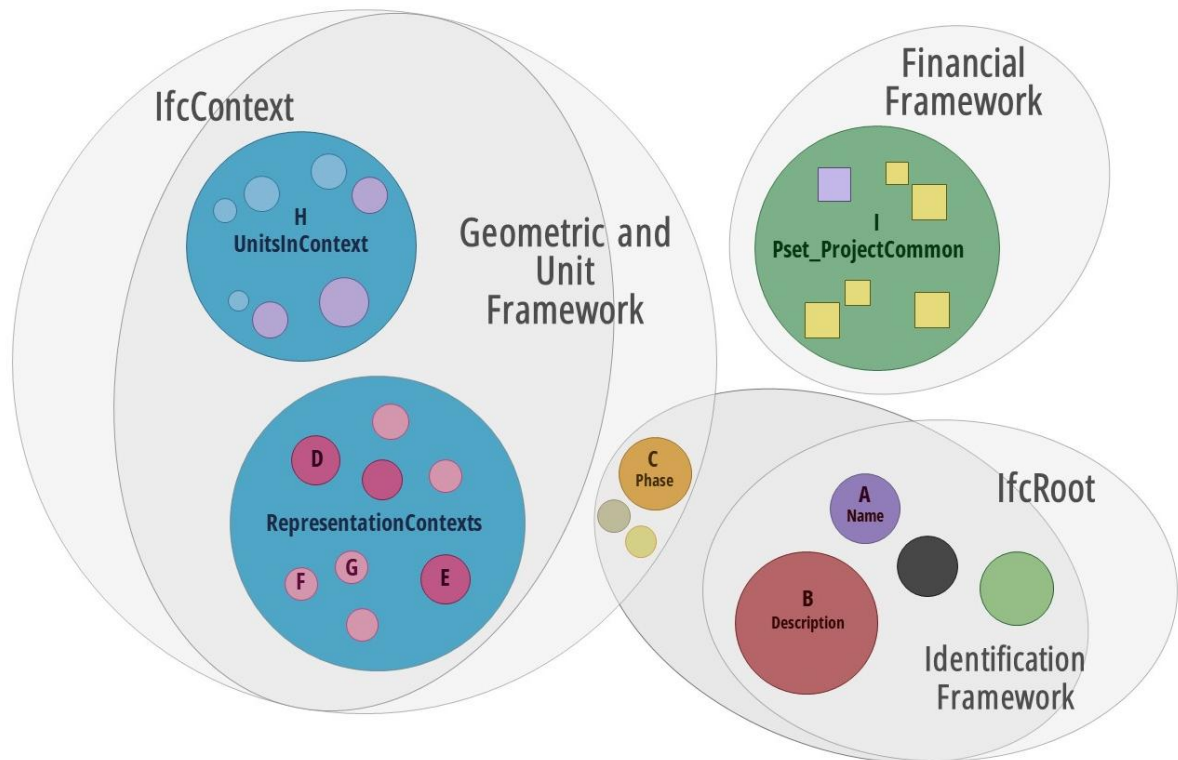 IfcContext
H
UnitsInContext
Geometric and
Unit
Framework
D
RepresentationContexts
F
G
E
Financial
Framework
I
Pset_ProjectCommon
C
Phase
IfcRoot
A
Name
B
Description
Identification
Framework